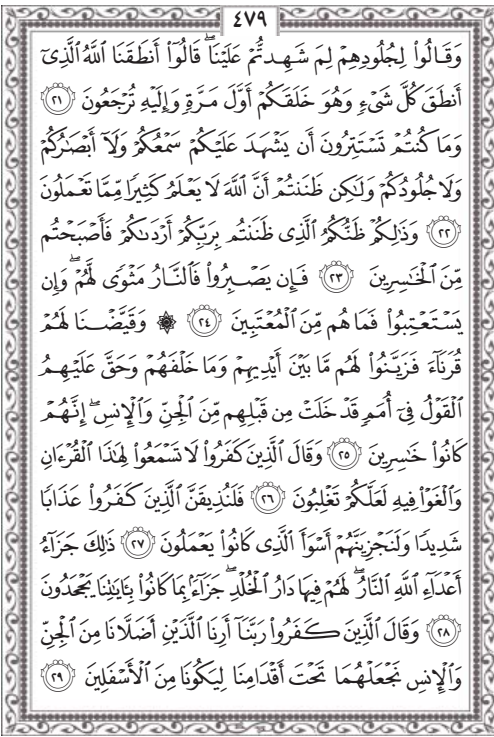 ٤٧٩
وَقَالُوا۟ لِجُلُودِهِمْ لِمَ شَهِدتُّمْ عَلَيْنَا ۖ قَالُوٓا۟ أَنطَقَنَا ٱللَّهُ ٱلَّذِىٓ
أَنطَقَ كُلَّ شَىْءٍ وَهُوَ خَلَقَكُمْ أَوَّلَ مَرَّةٍ وَإِلَيْهِ تُرْجَعُونَ ٢١
وَمَا كُنتُمْ تَسْتَتِرُونَ أَن يَشْهَدَ عَلَيْكُمْ سَمْعُكُمْ وَلَآ أَبْصَٰرُكُمْ
وَلَا جُلُودُكُمْ وَلَٰكِن ظَنَنتُمْ أَنَّ ٱللَّهَ لَا يَعْلَمُ كَثِيرًا مِّمَّا تَعْمَلُونَ
٢٢ وَذَٰلِكُمْ ظَنُّكُمُ ٱلَّذِى ظَنَنتُم بِرَبِّكُمْ أَرْدَىٰكُمْ فَأَصْبَحْتُم
مِّنَ ٱلْخَٰسِرِينَ ٢٣ فَإِن يَصْبِرُوا۟ فَٱلنَّارُ مَثْوًى لَّهُمْ ۖ وَإِن
يَسْتَعْتِبُوا۟ فَمَا هُم مِّنَ ٱلْمُعْتَبِينَ ٢٤ ۞ وَقَيَّضْنَا لَهُمْ
قُرَنَآءَ فَزَيَّنُوا۟ لَهُم مَّا بَيْنَ أَيْدِيهِمْ وَمَا خَلْفَهُمْ وَحَقَّ عَلَيْهِمُ
ٱلْقَوْلُ فِىٓ أُمَمٍ قَدْ خَلَتْ مِن قَبْلِهِم مِّنَ ٱلْجِنِّ وَٱلْإِنسِ ۖ إِنَّهُمْ
كَانُوا۟ خَٰسِرِينَ ٢٥ وَقَالَ ٱلَّذِينَ كَفَرُوا۟ لَا تَسْمَعُوا۟ لِهَٰذَا ٱلْقُرْءَانِ
وَٱلْغَوْا۟ فِيهِ لَعَلَّكُمْ تَغْلِبُونَ ٢٦ فَلَنُذِيقَنَّ ٱلَّذِينَ كَفَرُوا۟ عَذَابًا
شَدِيدًا وَلَنَجْزِيَنَّهُمْ أَسْوَأَ ٱلَّذِى كَانُوا۟ يَعْمَلُونَ ٢٧ ذَٰلِكَ جَزَآءُ
أَعْدَآءِ ٱللَّهِ ٱلنَّارُ ۖ لَهُمْ فِيهَا دَارُ ٱلْخُلْدِ ۖ جَزَآءًۢ بِمَا كَانُوا۟ بِـَٔايَٰتِنَا يَجْحَدُونَ
٢٨ وَقَالَ ٱلَّذِينَ كَفَرُوا۟ رَبَّنَآ أَرِنَا ٱلَّذَيْنِ أَضَلَّانَا مِنَ ٱلْجِنِّ
وَٱلْإِنسِ نَجْعَلْهُمَا تَحْتَ أَقْدَامِنَا لِيَكُونَا مِنَ ٱلْأَسْفَلِينَ ٢٩